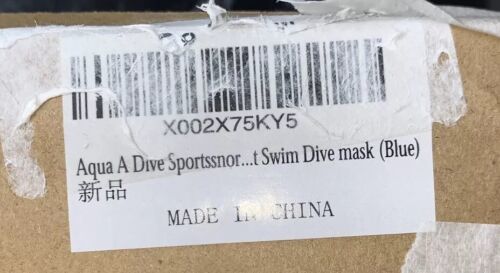 X002X75KY5
Aqua A Dive Sportssnor...t Swim Dive mask (Blue)
新品
MADE IN CHINA